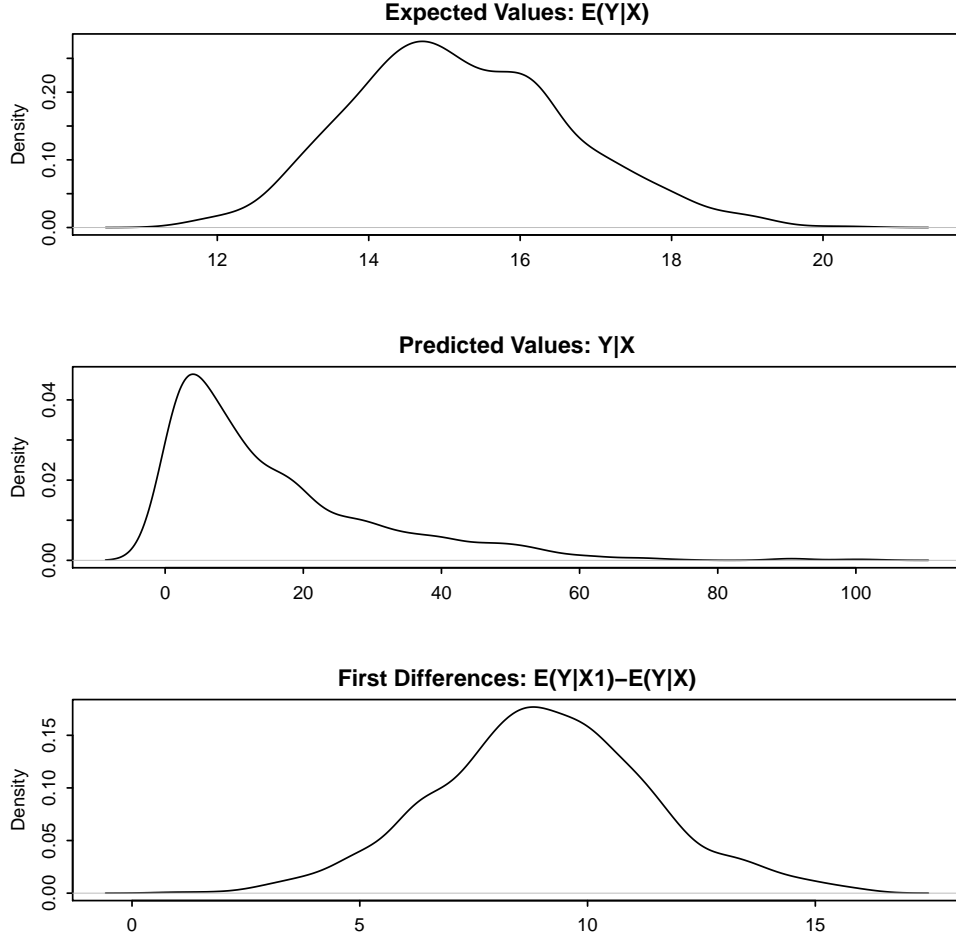 Expected Values: E(Y|X)
Density
0.00 0.10 0.20
12 14 16 18 20
Predicted Values: Y|X
Density
0.00 0.02 0.04
0 20 40 60 80 100
First Differences: E(Y|X1)−E(Y|X)
Density
0.00 0.05 0.10 0.15
0 5 10 15